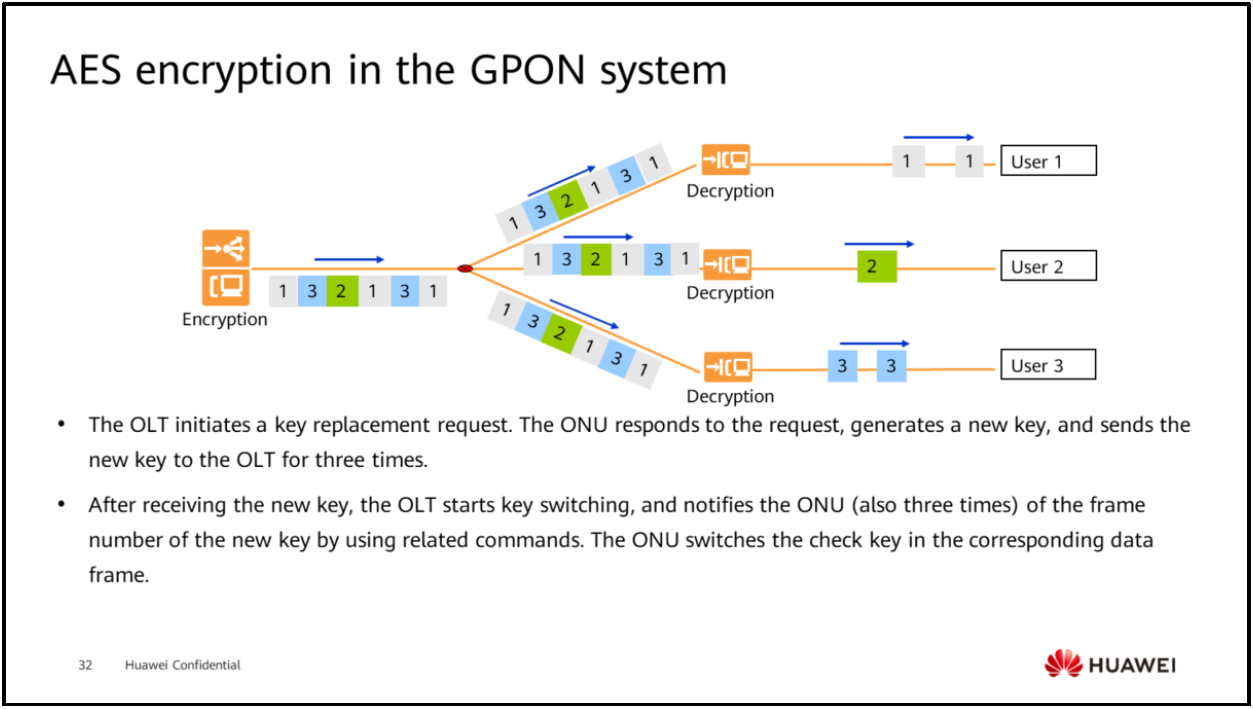 AES encryption in the GPON system
1 3 2 1 3 1
Decryption
1 1
User 1
1 3 2 1 3 1
Encryption
1 3 2 1 3 1
Decryption
2
User 2
1 3 2 1 3 1
Decryption
3 3
User 3
• The OLT initiates a key replacement request. The ONU responds to the request, generates a new key, and sends the
new key to the OLT for three times.
• After receiving the new key, the OLT starts key switching, and notifies the ONU (also three times) of the frame
number of the new key by using related commands. The ONU switches the check key in the corresponding data
frame.
32 Huawei Confidential
HUAWEI